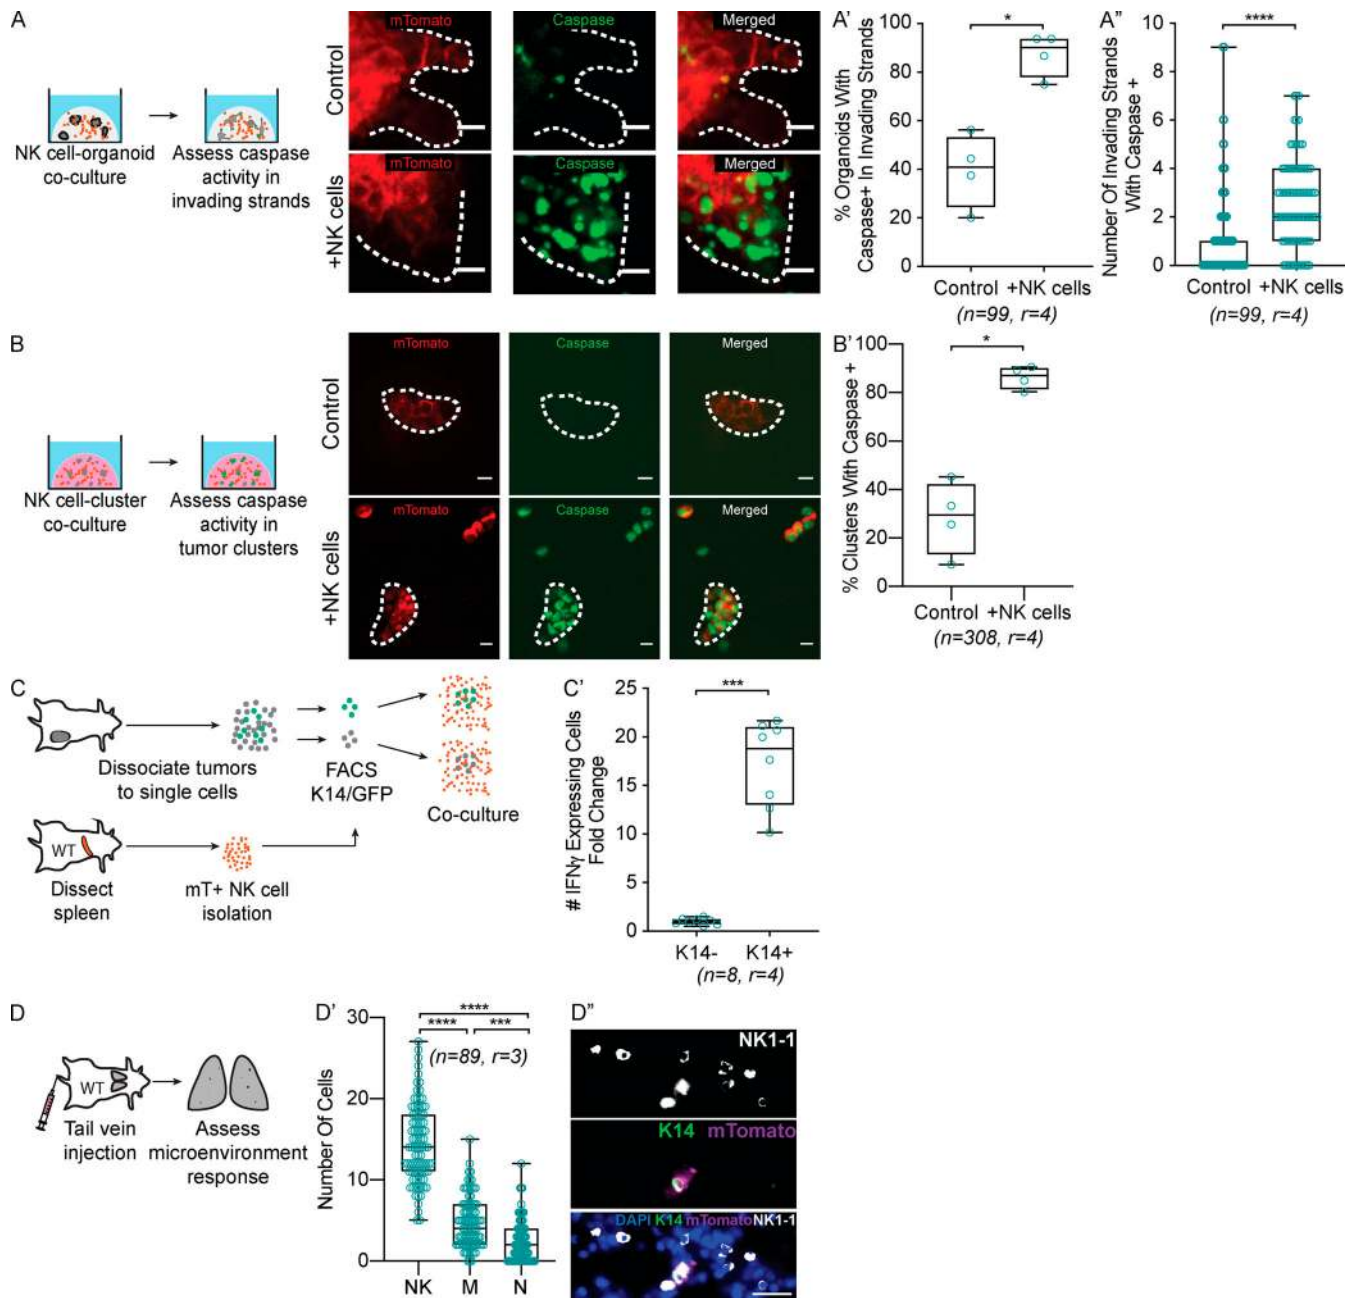 A
NK cell-organoid
co-culture
Assess caspase
activity in
invading strands
Control
+NK cells
mTomato
Caspase
Merged
mTomato
Caspase
Merged
A'
% Organoids With
Caspase+ In Invading Strands
100
80
60
40
20
0
*
Control +NK cells
(n=99, r=4)
A"
Number Of Invading Strands
With Caspase +
10
8
6
4
2
0
****
Control +NK cells
(n=99, r=4)
B
NK cell-cluster
co-culture
Assess caspase
activity in
tumor clusters
Control
+NK cells
mTomato
Caspase
Merged
mTomato
Caspase
Merged
B'
% Clusters With Caspase +
100
80
60
40
20
0
*
Control +NK cells
(n=308, r=4)
C
Dissociate tumors
to single cells
FACS
K14/GFP
Co-culture
WT
Dissect
spleen
mT+ NK cell
isolation
C'
# IFNγ Expressing Cells
Fold Change
25
20
15
10
5
0
***
K14- K14+
(n=8, r=4)
D
WT
Tail vein
injection
Assess
microenvironment
response
D'
Number Of Cells
30
20
10
0
****
**** ***
(n=89, r=3)
NK M N
D"
NK1-1
K14 mTomato
DAPI K14 mTomato NK1-1